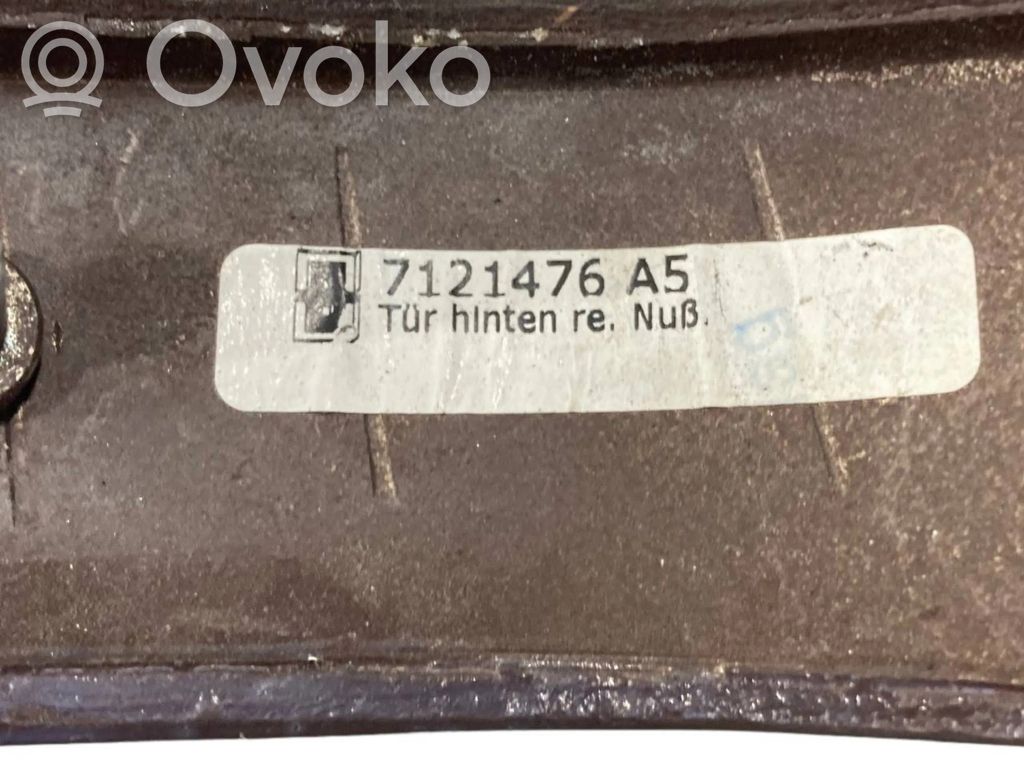 Ovoko
7121476 A5
Tür hinten re. Nuß.